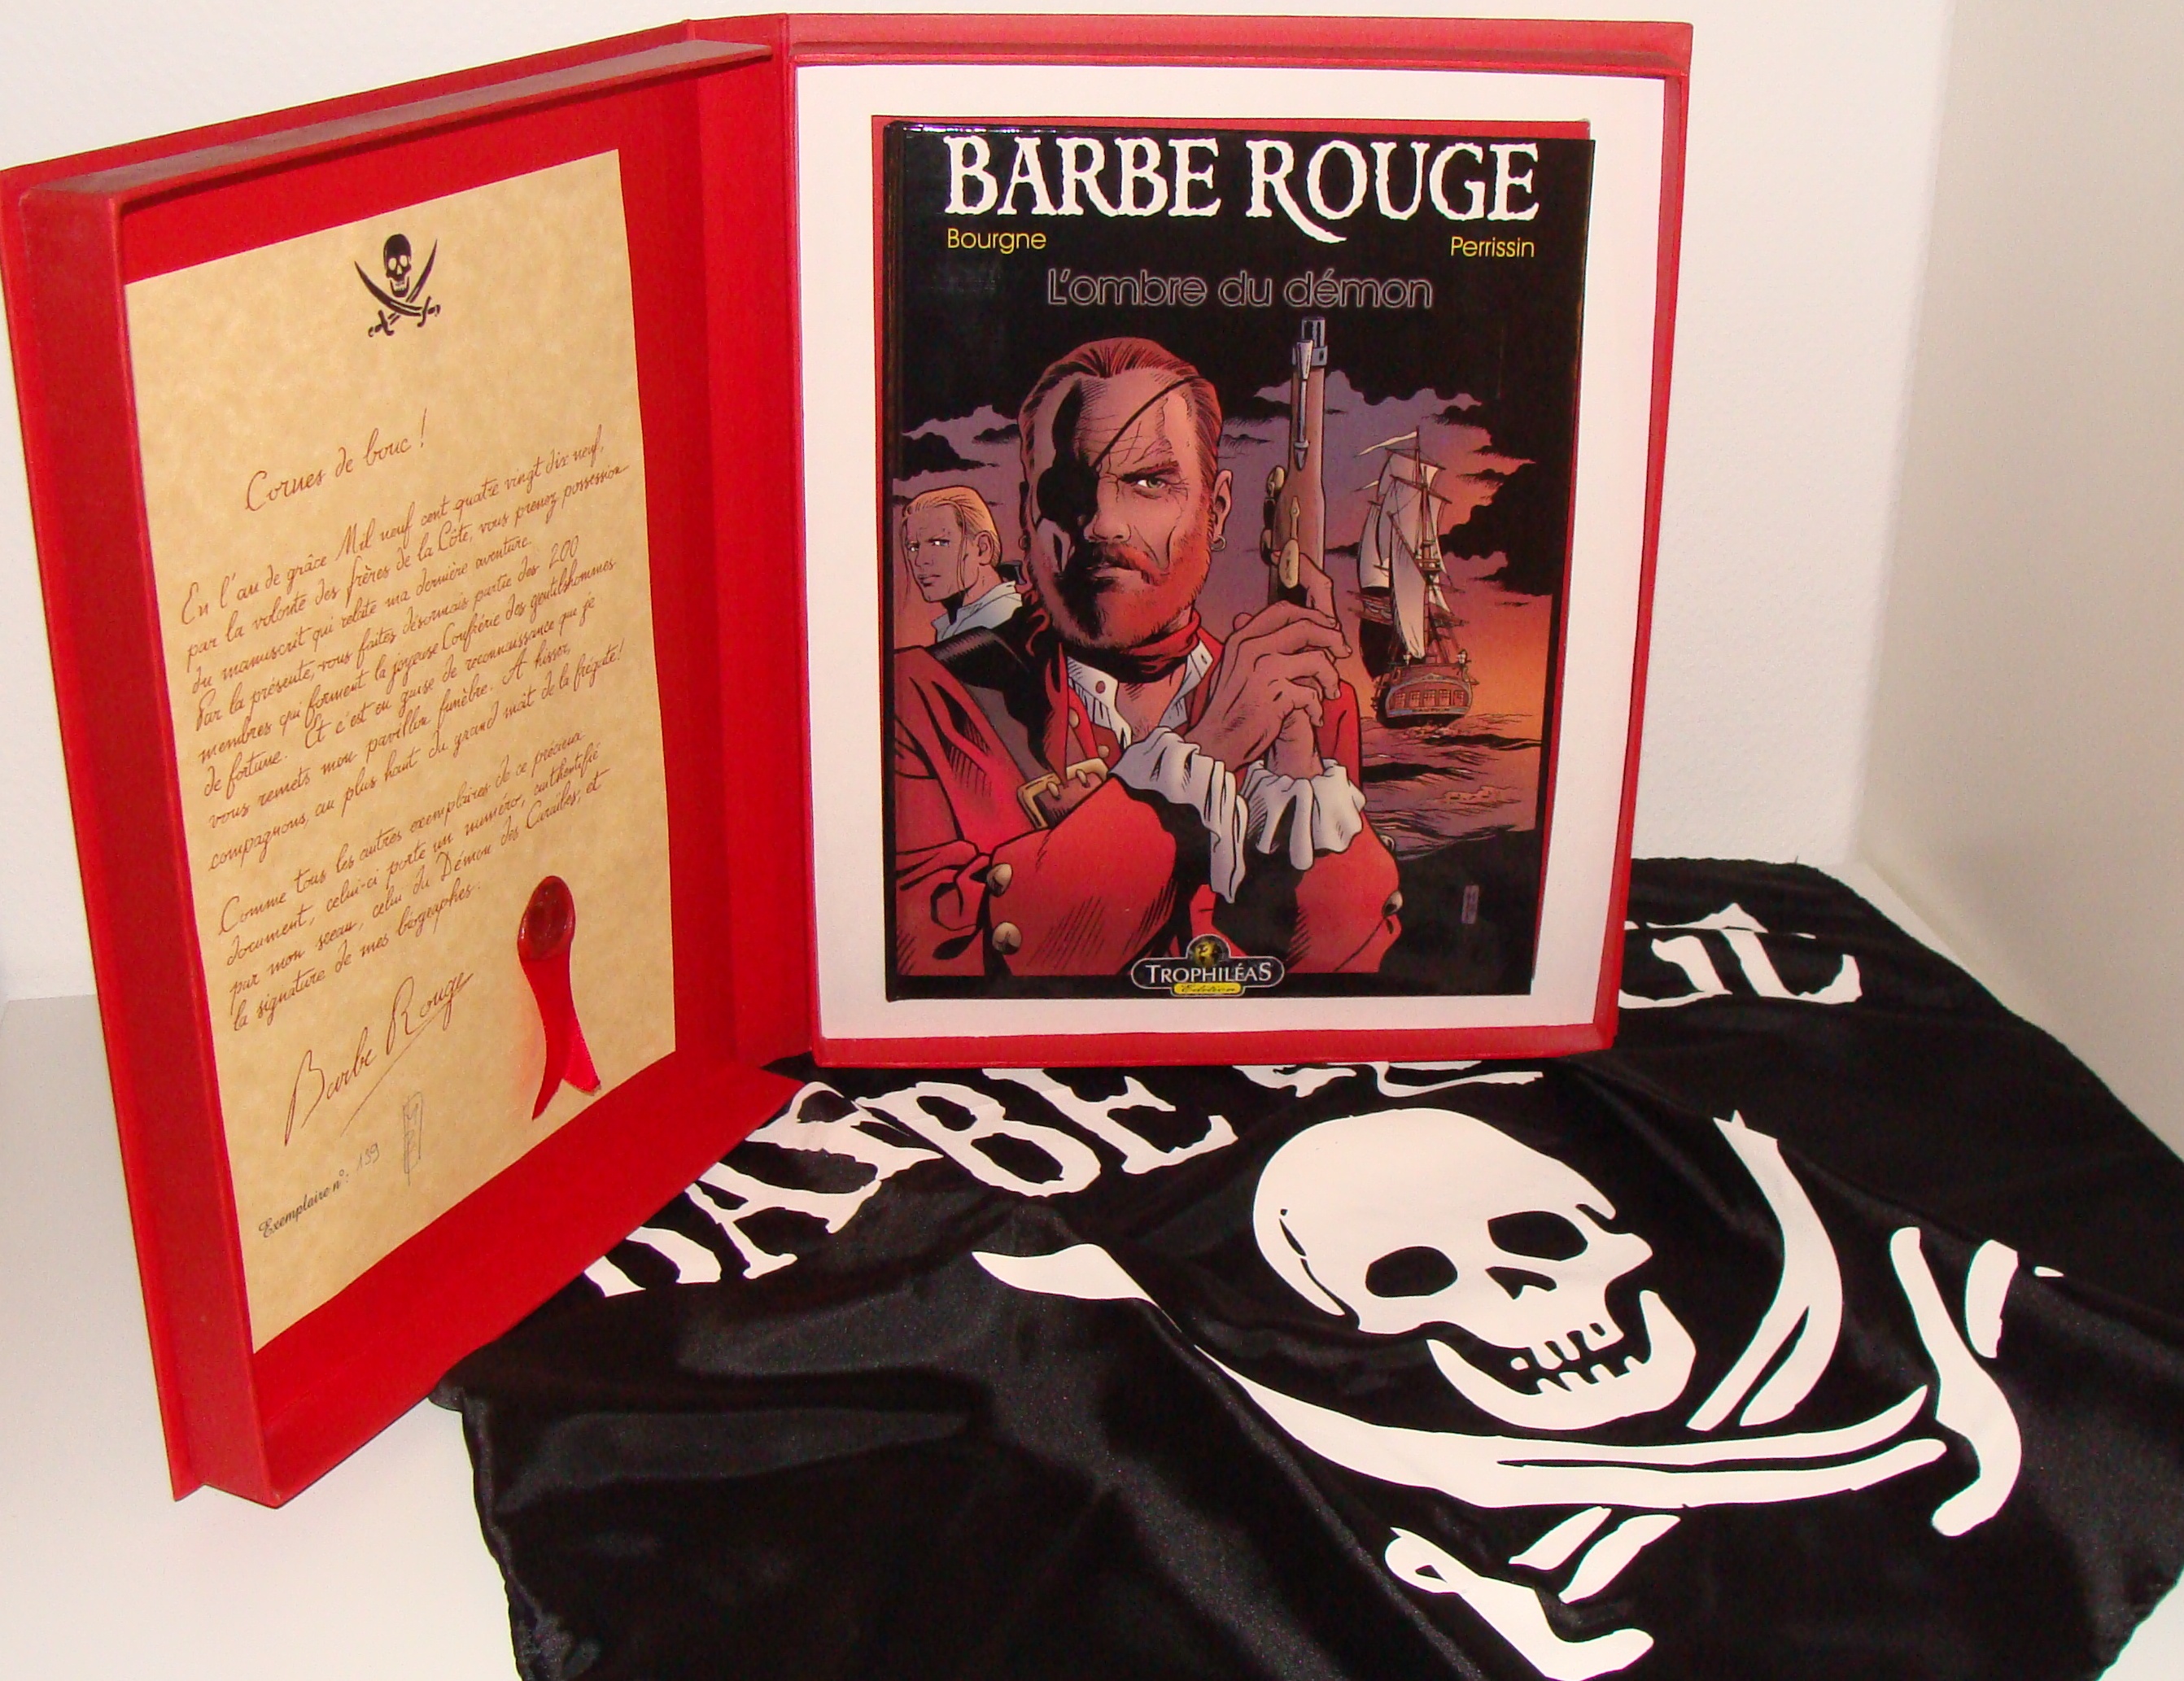 Cornes de bouc !
En l'an de grâce Mil neuf cent quatre vingt dix neuf,
par la volonté des frères de la Côte, vous prenez possession
du manuscrit qui relate ma dernière aventure.
Par la présente, vous faites désormais partie des 200
membres qui forment la joyeuse Confrérie des gentilshommes
de fortune. Et c'est en guise de reconnaissance que je
vous remets mon pavillon funèbre. A hisser,
compagnons, au plus haut du grand mât de la frégate !
Comme tous les autres exemplaires de ce précieux
document, celui-ci porte un numéro, authentifié
par mon sceau, celui du Démon des Caraïbes, et
la signature de mes biographes.
Barbe Rouge
Exemplaire n° : 139
BARBE ROUGE
Bourgne
Perrissin
L'ombre du démon
TROPHILÉAS
Edition
BARBE